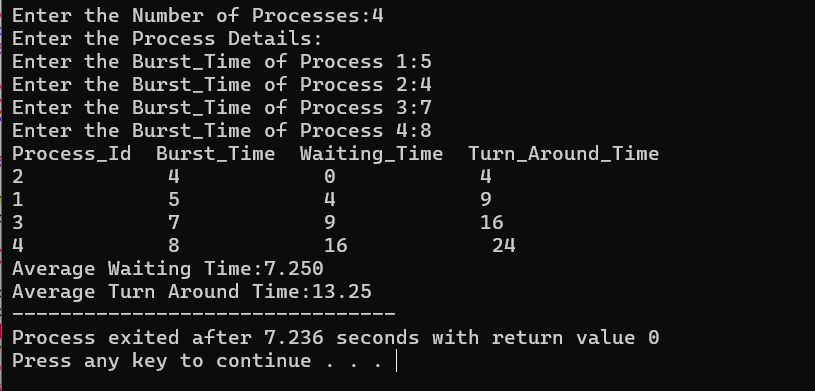 Enter the Number of Processes:4
Enter the Process Details:
Enter the Burst_Time of Process 1:5
Enter the Burst_Time of Process 2:4
Enter the Burst_Time of Process 3:7
Enter the Burst_Time of Process 4:8
Process_Id  Burst_Time  Waiting_Time  Turn_Around_Time
2            4            0            4
1            5            4            9
3            7            9            16
4            8            16            24
Average Waiting Time:7.250
Average Turn Around Time:13.25
--------------------------------
Process exited after 7.236 seconds with return value 0
Press any key to continue . . .